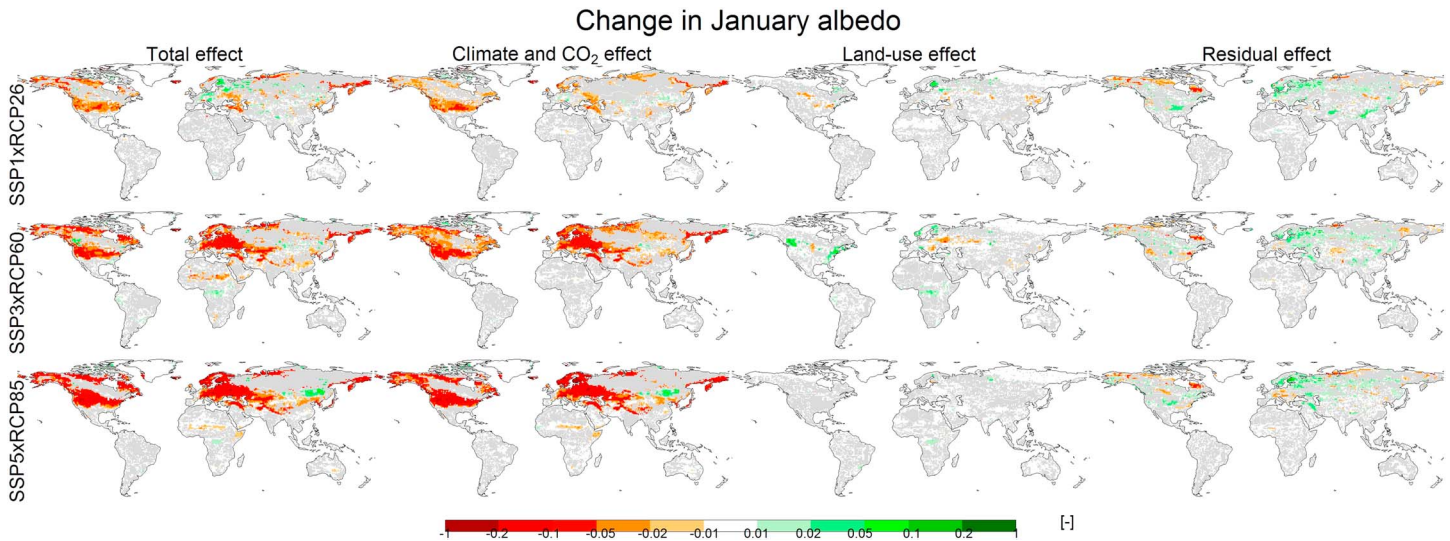 Change in January albedo
Total effect
Climate and CO₂ effect
Land-use effect
Residual effect
SSP1xRCP26
SSP3xRCP60
SSP5xRCP85
-1 -0.2 -0.1 -0.05 -0.02 -0.01 0.01 0.02 0.05 0.1 0.2 1
[-]